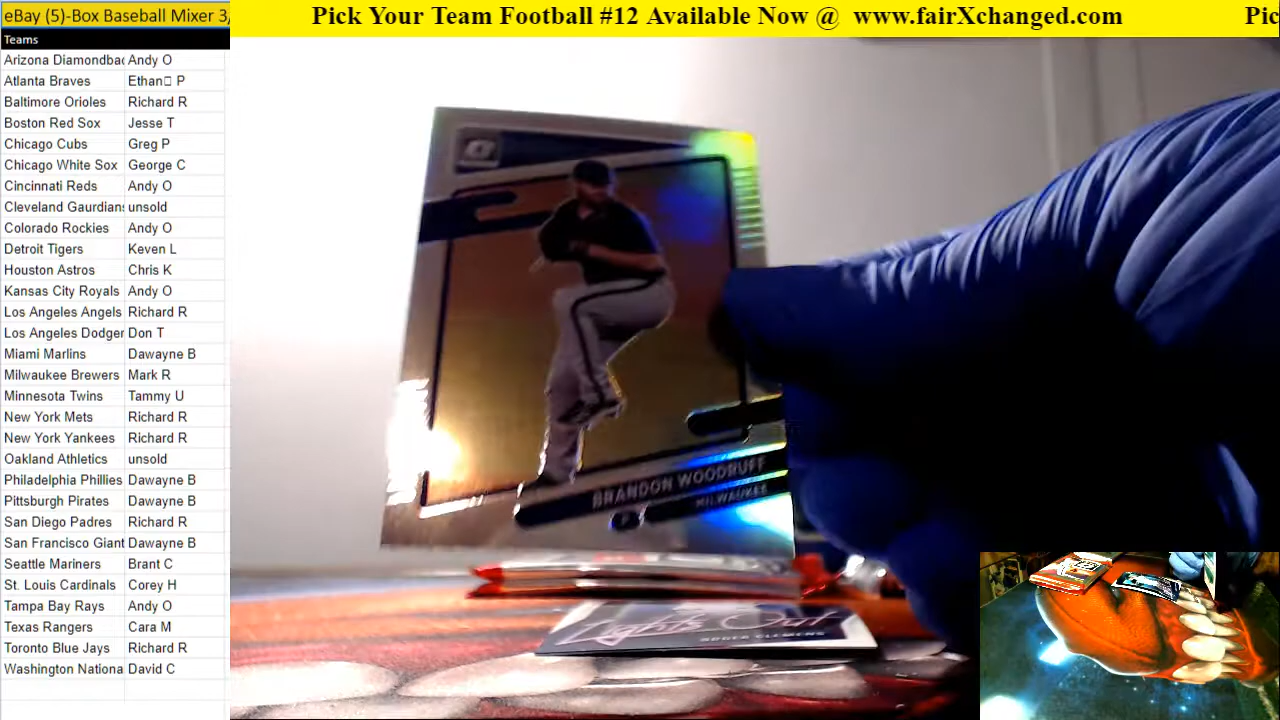 eBay (5)-Box Baseball Mixer 3/
Pick Your Team Football #12 Available Now @ www.fairXchanged.com
Pic
Teams
Arizona Diamondbac Andy O
Atlanta Braves Ethan□ P
Baltimore Orioles Richard R
Boston Red Sox Jesse T
Chicago Cubs Greg P
Chicago White Sox George C
Cincinnati Reds Andy O
Cleveland Gaurdians unsold
Colorado Rockies Andy O
Detroit Tigers Keven L
Houston Astros Chris K
Kansas City Royals Andy O
Los Angeles Angels Richard R
Los Angeles Dodger Don T
Miami Marlins Dawayne B
Milwaukee Brewers Mark R
Minnesota Twins Tammy U
New York Mets Richard R
New York Yankees Richard R
Oakland Athletics unsold
Philadelphia Phillies Dawayne B
Pittsburgh Pirates Dawayne B
San Diego Padres Richard R
San Francisco Giant Dawayne B
Seattle Mariners Brant C
St. Louis Cardinals Corey H
Tampa Bay Rays Andy O
Texas Rangers Cara M
Toronto Blue Jays Richard R
Washington Nationa David C
BRANDON WOODRUFF
P MILWAUKEE
Lights Out
ROGER CLEMENS